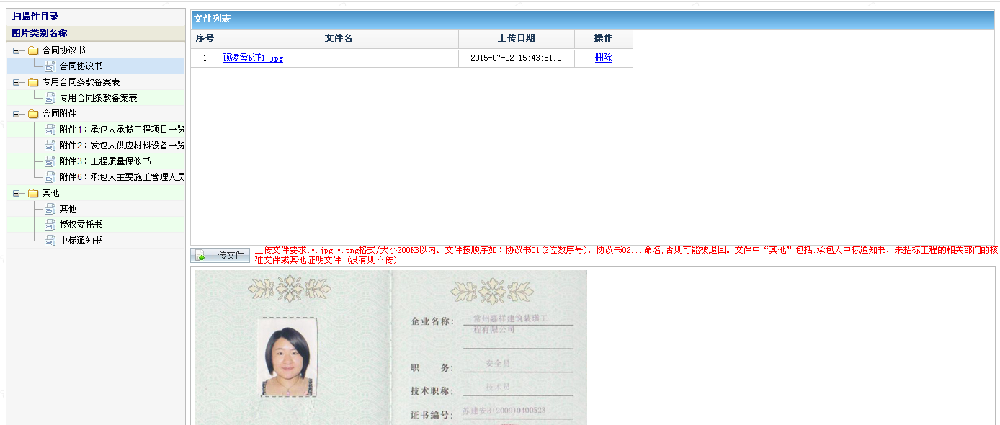 扫描件目录
图片类别名称
合同协议书
合同协议书
专用合同条款备案表
专用合同条款备案表
合同附件
附件1：承包人承揽工程项目一览
附件2：发包人供应材料设备一览
附件3：工程质量保修书
附件6：承包人主要施工管理人员
其他
其他
授权委托书
中标通知书
文件列表
序号 文件名 上传日期 操作
1 顾凌霞b证1.jpg 2015-07-02 15:43:51.0 删除
上传文件
上传文件要求:*.jpg,*.png格式/大小200KB以内。文件按顺序如：协议书01(2位数序号)、协议书02...命名,否则可能被退回。文件中“其他”包括:承包人中标通知书、未招标工程的相关部门的核
准文件或其他证明文件 (没有则不传)
企业名称: 常州嘉祥建筑装璜工
程有限公司
职 务: 安全员
技术职称: 技术员
证书编号: 苏建安B(2009)0400523